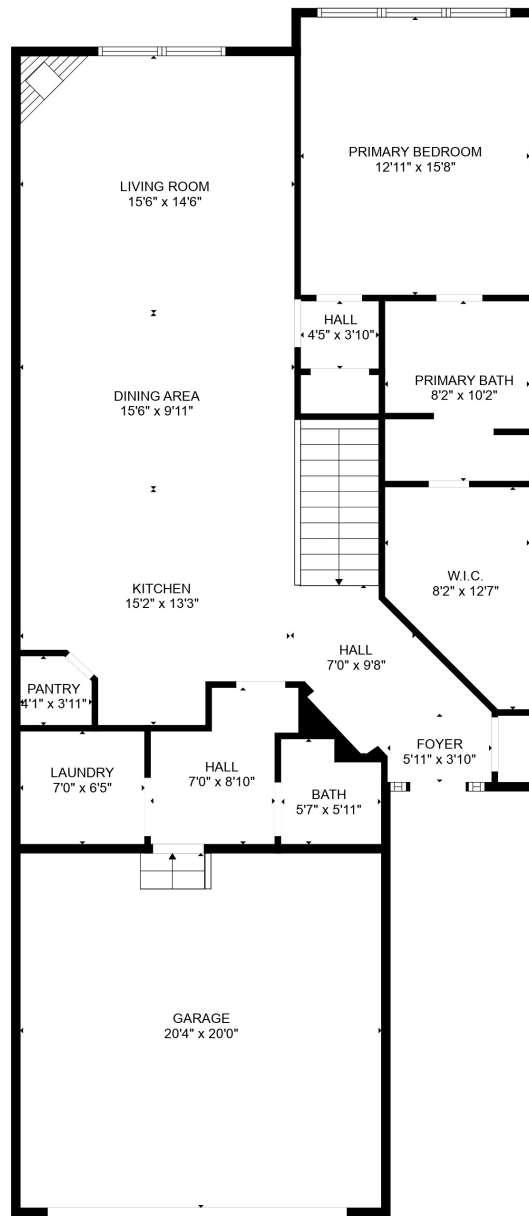 PRIMARY BEDROOM
12'11" x 15'8"
LIVING ROOM
15'6" x 14'6"
HALL
4'5" x 3'10"
PRIMARY BATH
8'2" x 10'2"
DINING AREA
15'6" x 9'11"
W.I.C.
8'2" x 12'7"
KITCHEN
15'2" x 13'3"
HALL
7'0" x 9'8"
PANTRY
4'1" x 3'11"
FOYER
5'11" x 3'10"
LAUNDRY
7'0" x 6'5"
HALL
7'0" x 8'10"
BATH
5'7" x 5'11"
GARAGE
20'4" x 20'0"